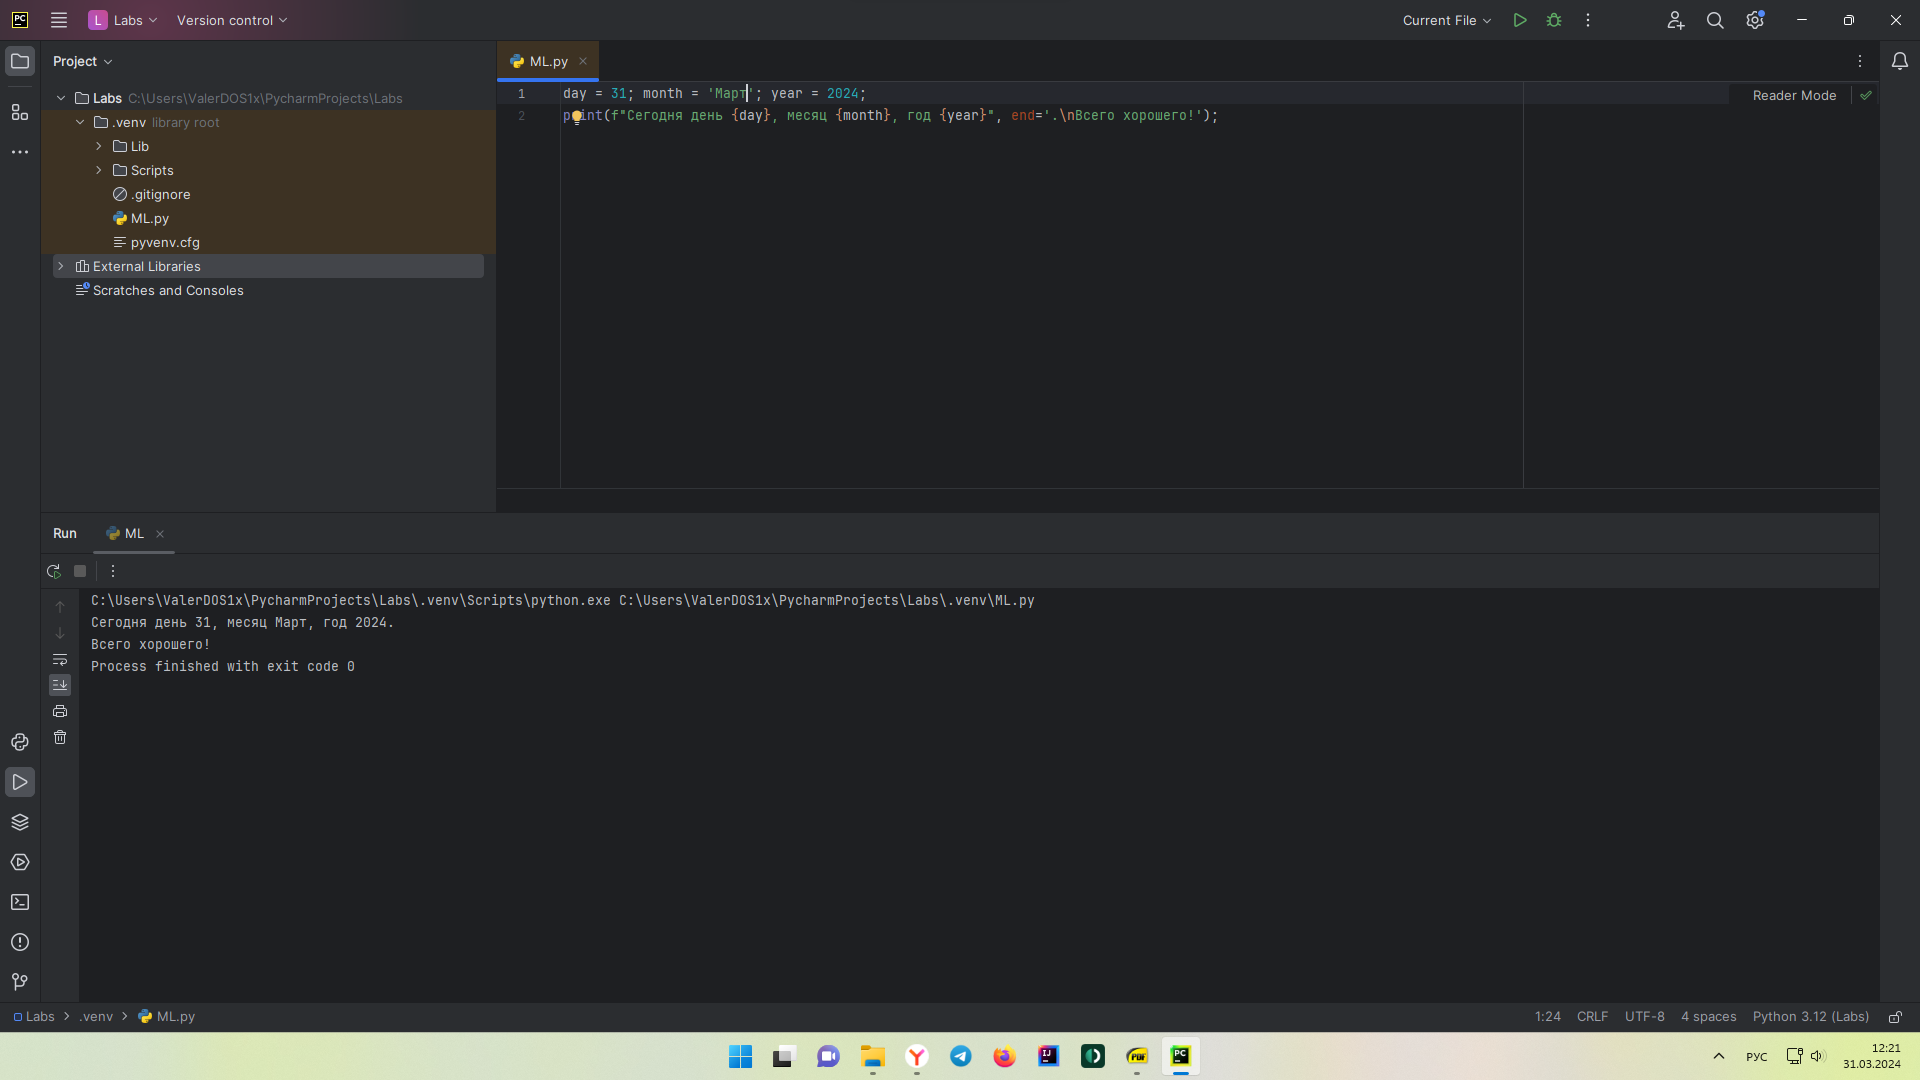 PC
L Labs Version control Current File
Project
ML.py
Labs C:\Users\ValerDOS1x\PycharmProjects\Labs
.venv library root
Lib
Scripts
.gitignore
ML.py
pyvenv.cfg
External Libraries
Scratches and Consoles
1 day = 31; month = 'Март'; year = 2024;
Reader Mode
2 print(f"Сегодня день {day}, месяц {month}, год {year}", end='.\nВсего хорошего!');
Run ML
C:\Users\ValerDOS1x\PycharmProjects\Labs\.venv\Scripts\python.exe C:\Users\ValerDOS1x\PycharmProjects\Labs\.venv\ML.py
Сегодня день 31, месяц Март, год 2024.
Всего хорошего!
Process finished with exit code 0
Labs .venv ML.py 1:24 CRLF UTF-8 4 spaces Python 3.12 (Labs)
Y IJ PDF PC РУС
12:21
31.03.2024